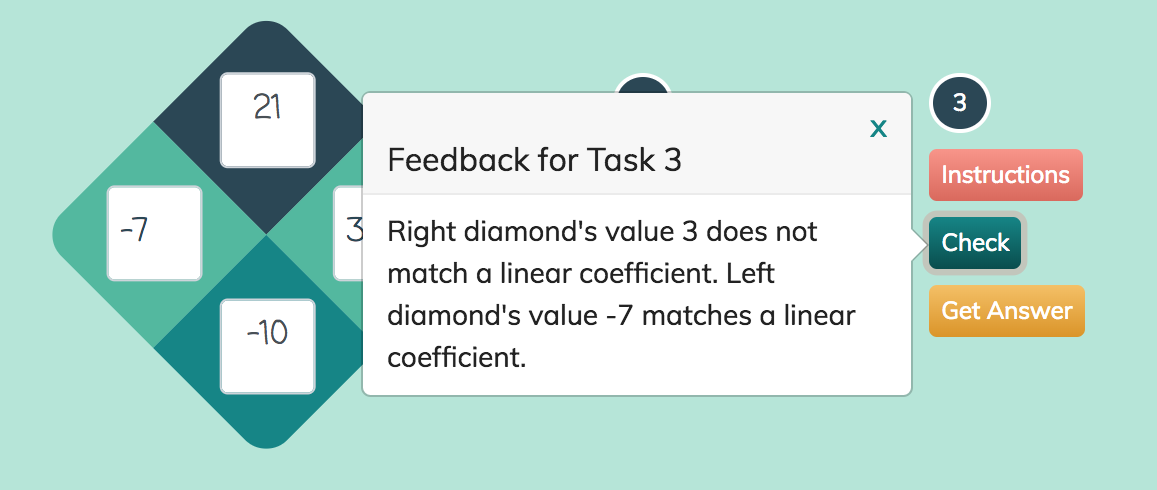 21
-7
3
-10
X
Feedback for Task 3
Right diamond's value 3 does not
match a linear coefficient. Left
diamond's value -7 matches a linear
coefficient.
3
Instructions
Check
Get Answer